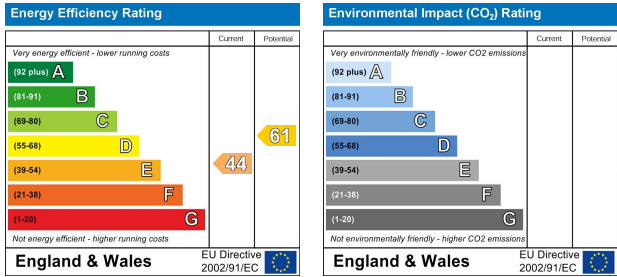 Energy Efficiency Rating
Current Potential
Very energy efficient - lower running costs
(92 plus) A
(81-91) B
(69-80) C
(55-68) D
(39-54) E
(21-38) F
(1-20) G
44
61
Not energy efficient - higher running costs
England & Wales
EU Directive
2002/91/EC
Environmental Impact (CO₂) Rating
Current Potential
Very environmentally friendly - lower CO2 emissions
(92 plus) A
(81-91) B
(69-80) C
(55-68) D
(39-54) E
(21-38) F
(1-20) G
Not environmentally friendly - higher CO2 emissions
England & Wales
EU Directive
2002/91/EC